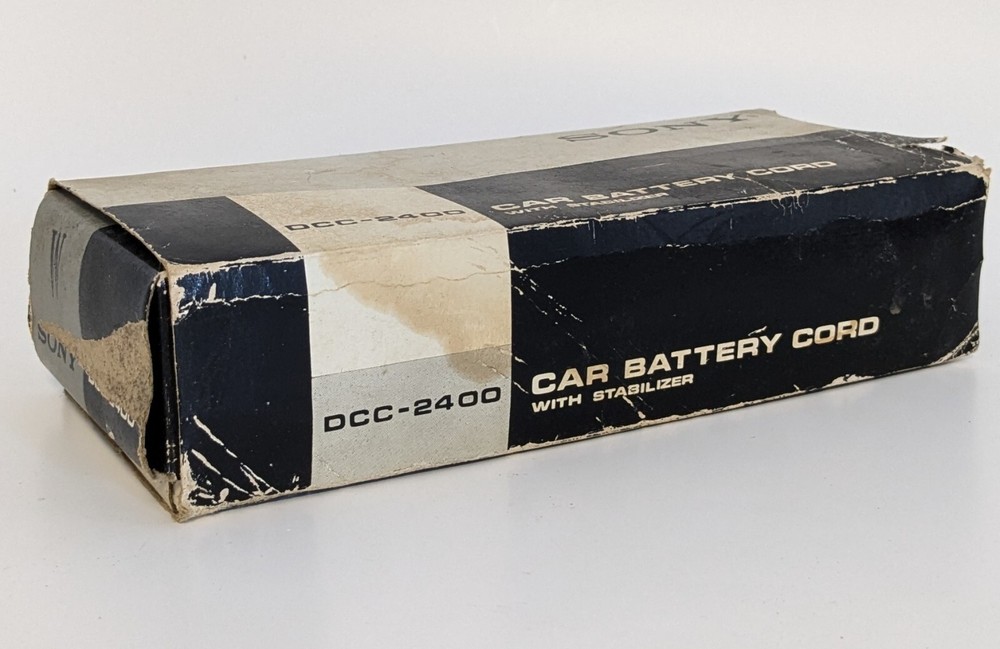 SONY
CAR BATTERY CORD
WITH STABILIZER
DCC-2400
W
SONY
DCC-2400
CAR BATTERY CORD
WITH STABILIZER